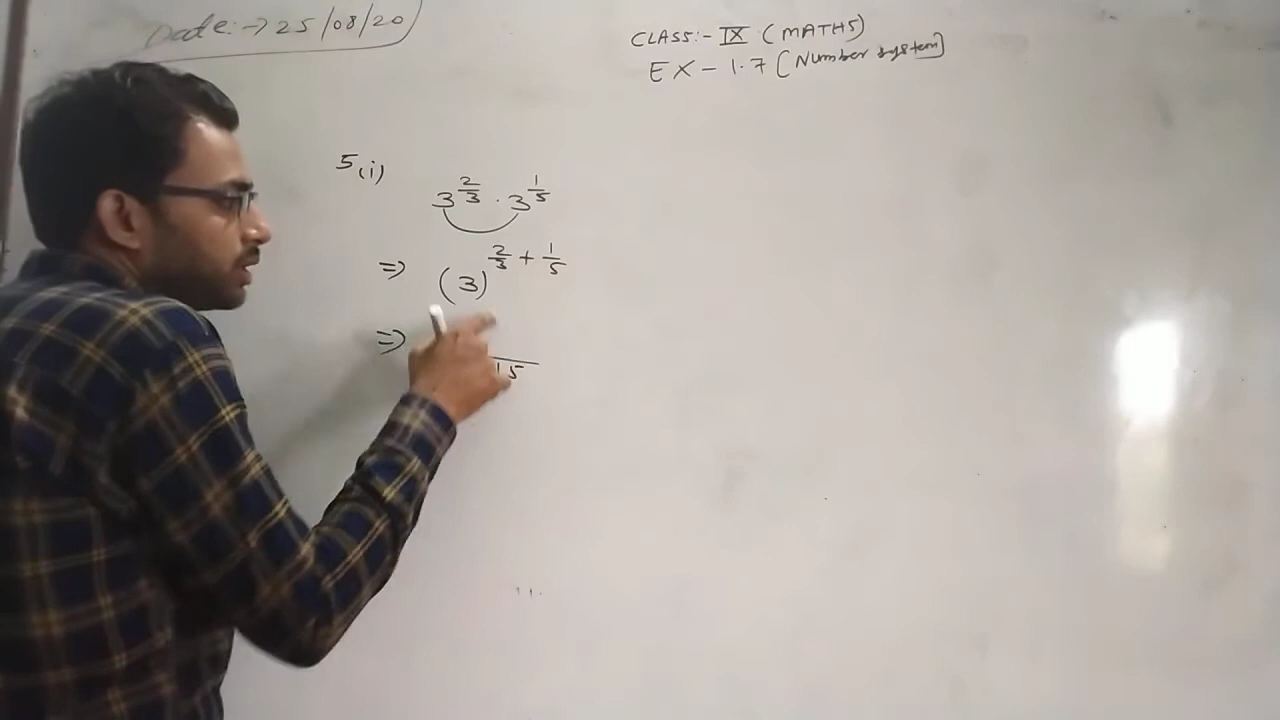 Date:→ 25/08/20
CLASS:- IX (MATHS)
EX - 1.7 [Number system]
5(i)
3^{2/3} · 3^{1/5}
⇒ (3)^{2/3 + 1/5}
⇒ 15